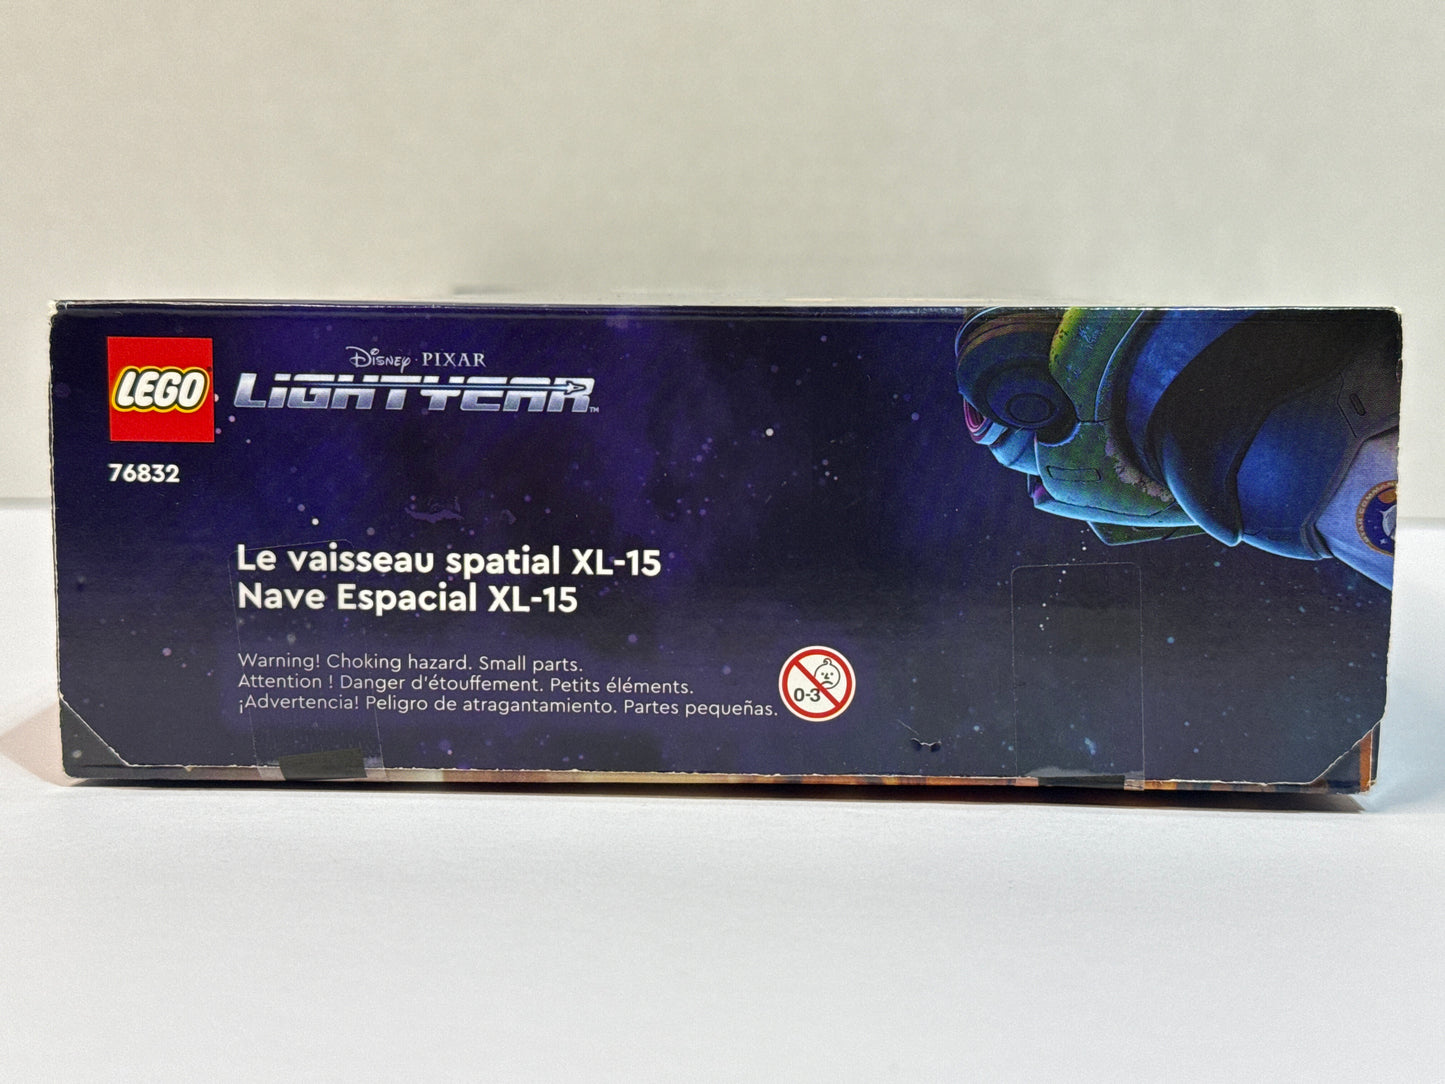 LEGO
Disney · PIXAR
LIGHTYEAR™
76832
Le vaisseau spatial XL-15
Nave Espacial XL-15
Warning! Choking hazard. Small parts.
Attention ! Danger d'étouffement. Petits éléments.
¡Advertencia! Peligro de atragantamiento. Partes pequeñas.
0-3